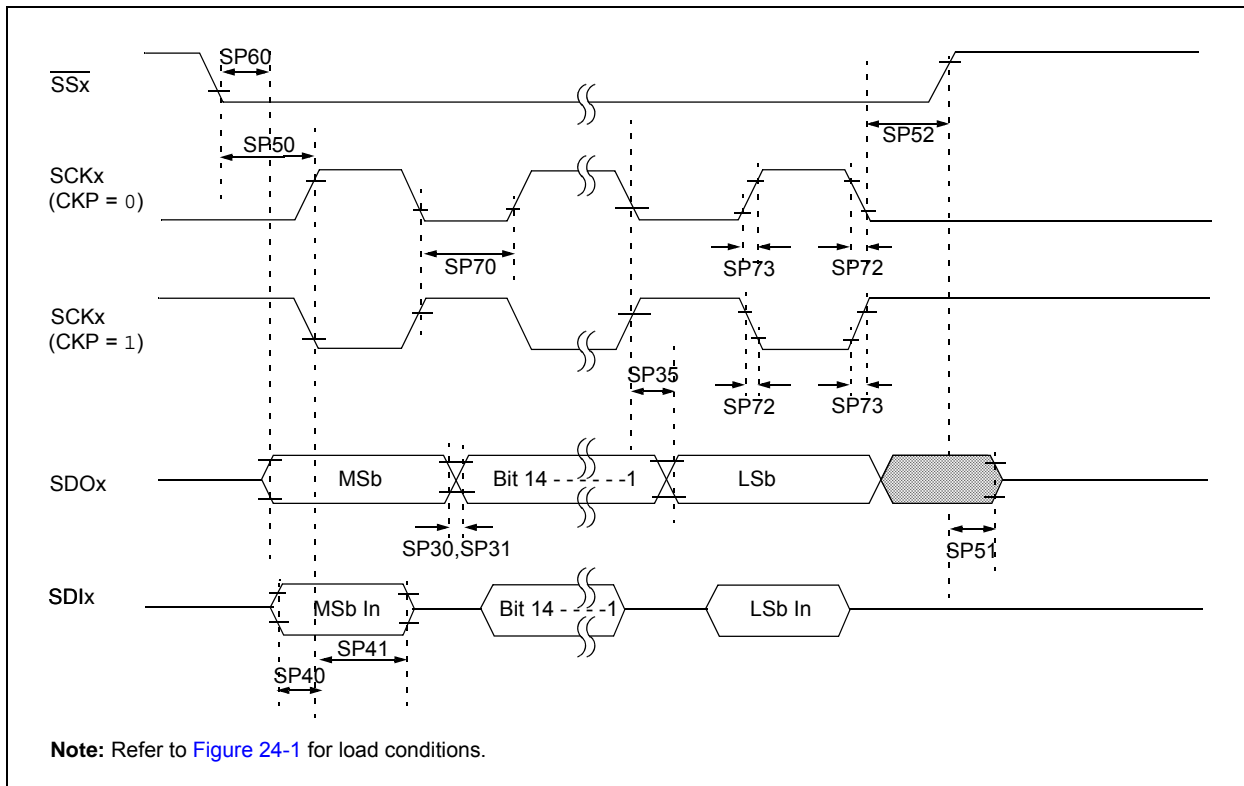 SP60
SSx
SP50
SP52
SCKx
(CKP = 0)
SP70
SP73
SP72
SCKx
(CKP = 1)
SP35
SP72
SP73
SDOx
MSb
Bit 14 - - - - - -1
LSb
SP30,SP31
SP51
SDIx
MSb In
Bit 14 - - - -1
LSb In
SP41
SP40
Note: Refer to Figure 24-1 for load conditions.